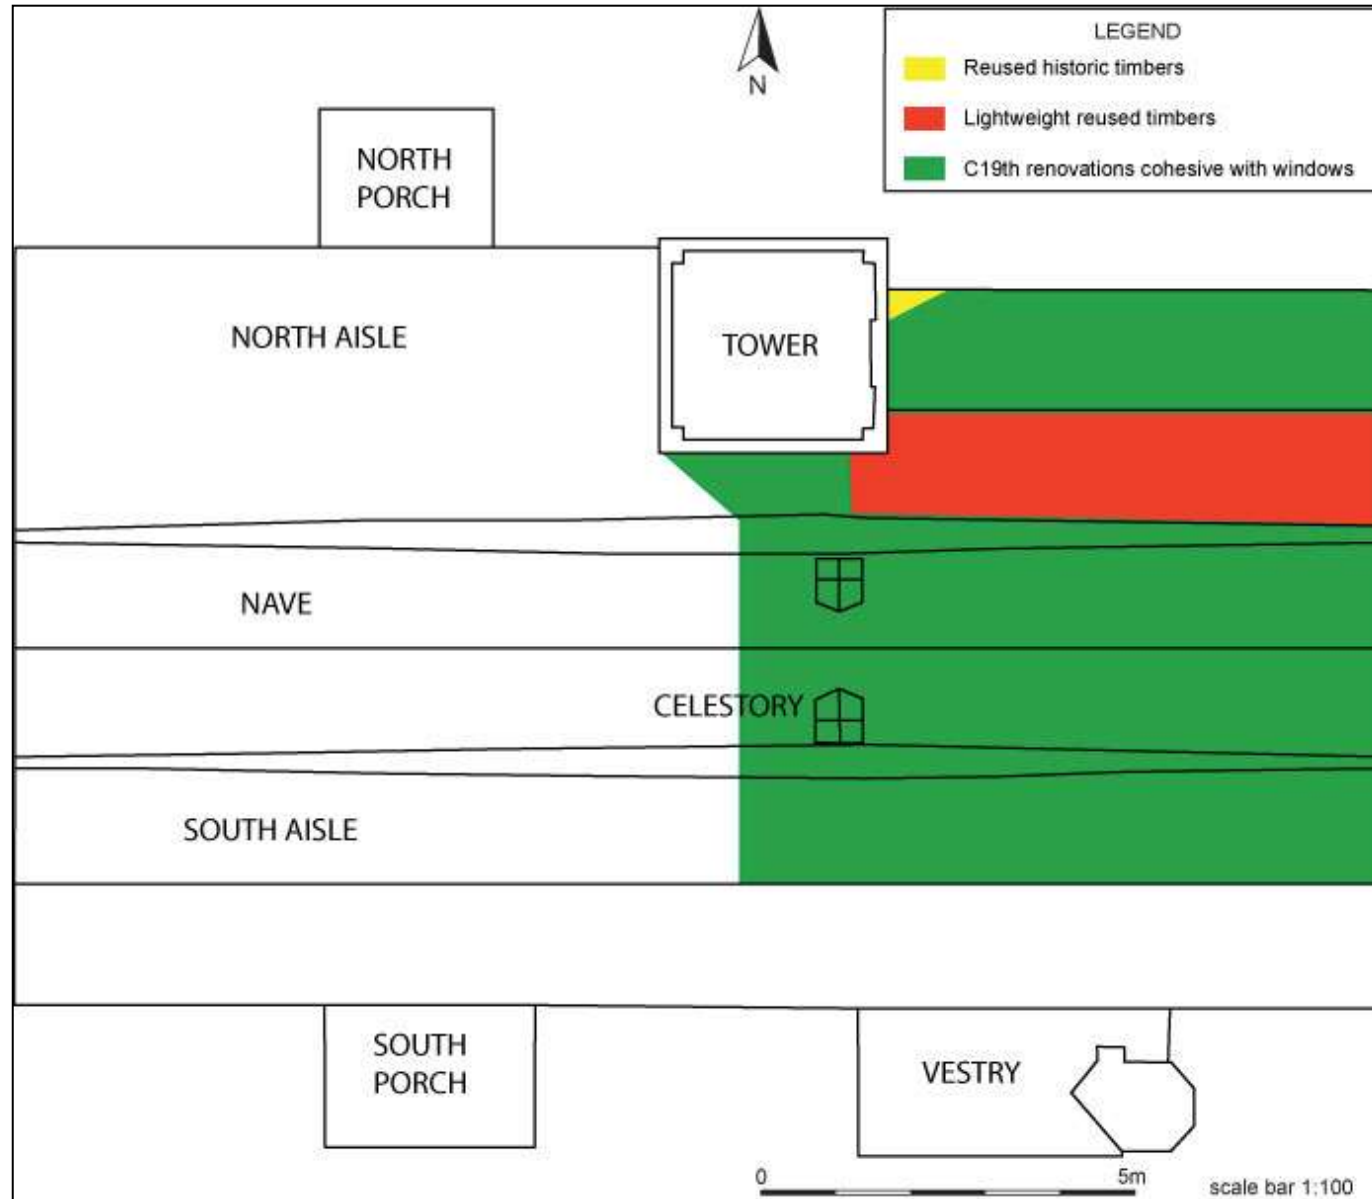 LEGEND
Reused historic timbers
Lightweight reused timbers
C19th renovations cohesive with windows
N
NORTH
PORCH
NORTH AISLE
TOWER
NAVE
CELESTORY
SOUTH AISLE
SOUTH
PORCH
VESTRY
0 5m
scale bar 1:100